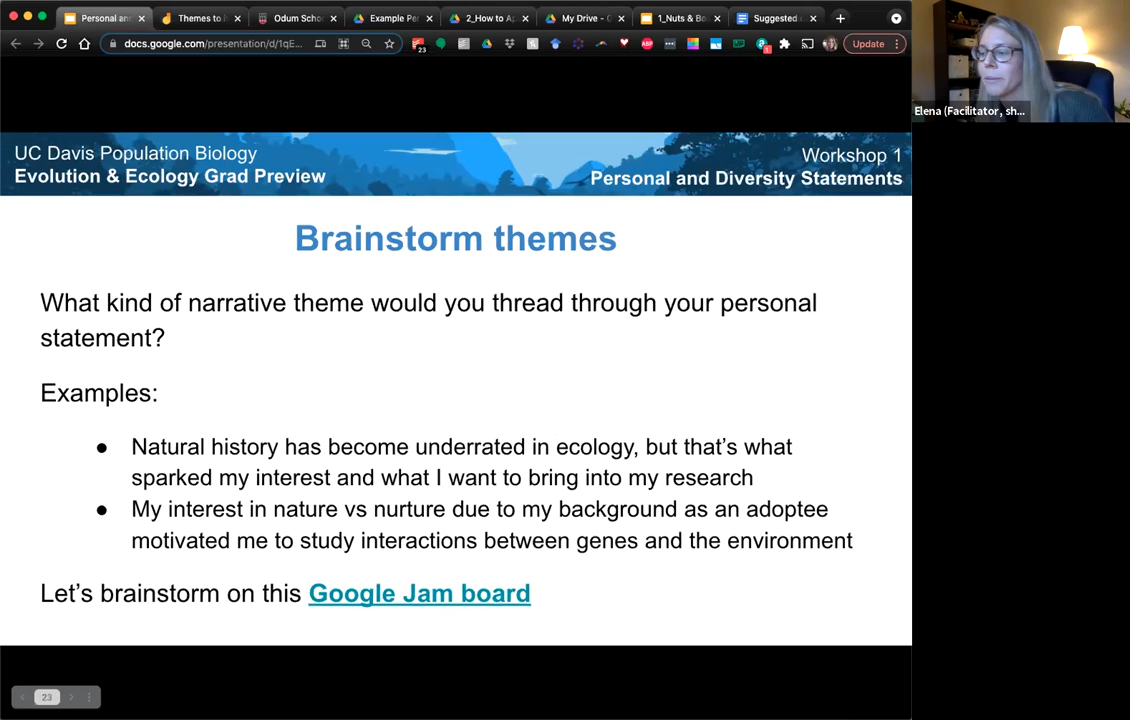 Personal an
Themes to
Odum Scho
Example Per
2_How to Ap
My Drive - G
1_Nuts & Bo
Suggested
docs.google.com/presentation/d/1qE...
23
ABP
1
Update
Elena (Facilitator, sh...
UC Davis Population Biology
Workshop 1
Evolution & Ecology Grad Preview
Personal and Diversity Statements
Brainstorm themes
What kind of narrative theme would you thread through your personal
statement?
Examples:
● Natural history has become underrated in ecology, but that's what
sparked my interest and what I want to bring into my research
● My interest in nature vs nurture due to my background as an adoptee
motivated me to study interactions between genes and the environment
Let's brainstorm on this Google Jam board
23